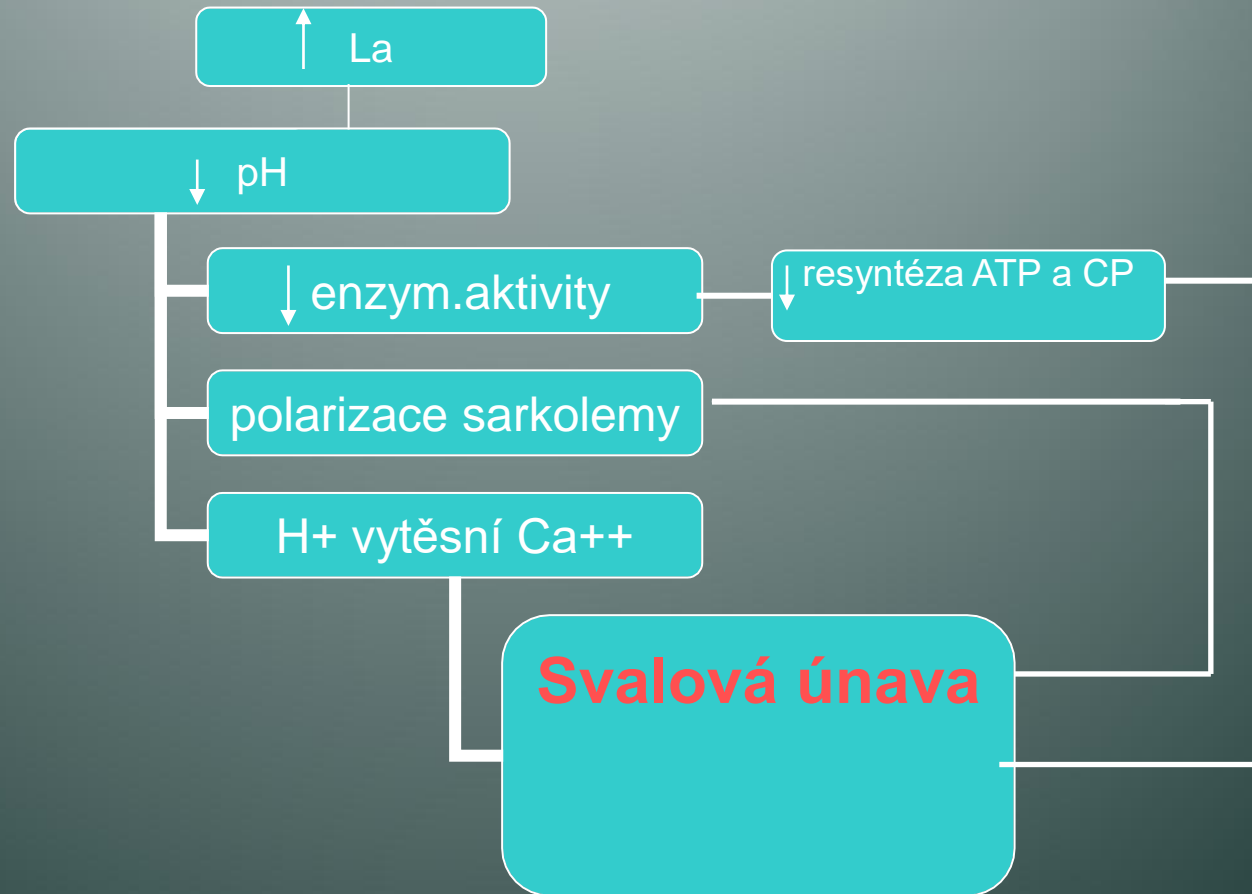 La
pH
enzym.aktivity
resyntéza ATP a CP
polarizace sarkolemy
H+ vytěsní Ca++
Svalová únava